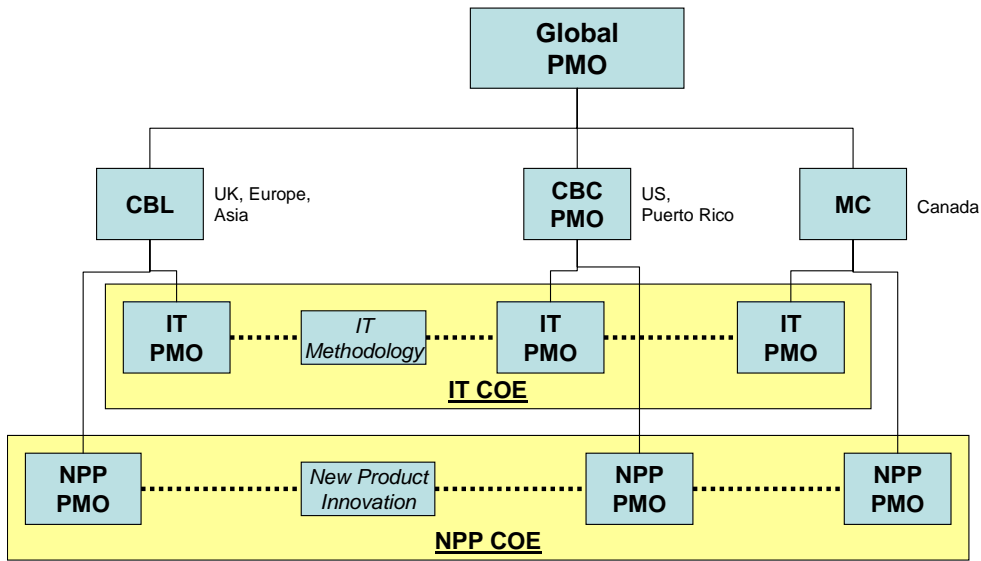 Global
PMO
CBL
UK, Europe,
Asia
CBC
PMO
US,
Puerto Rico
MC
Canada
IT
PMO
IT
Methodology
IT
PMO
IT
PMO
IT COE
NPP
PMO
New Product
Innovation
NPP
PMO
NPP
PMO
NPP COE